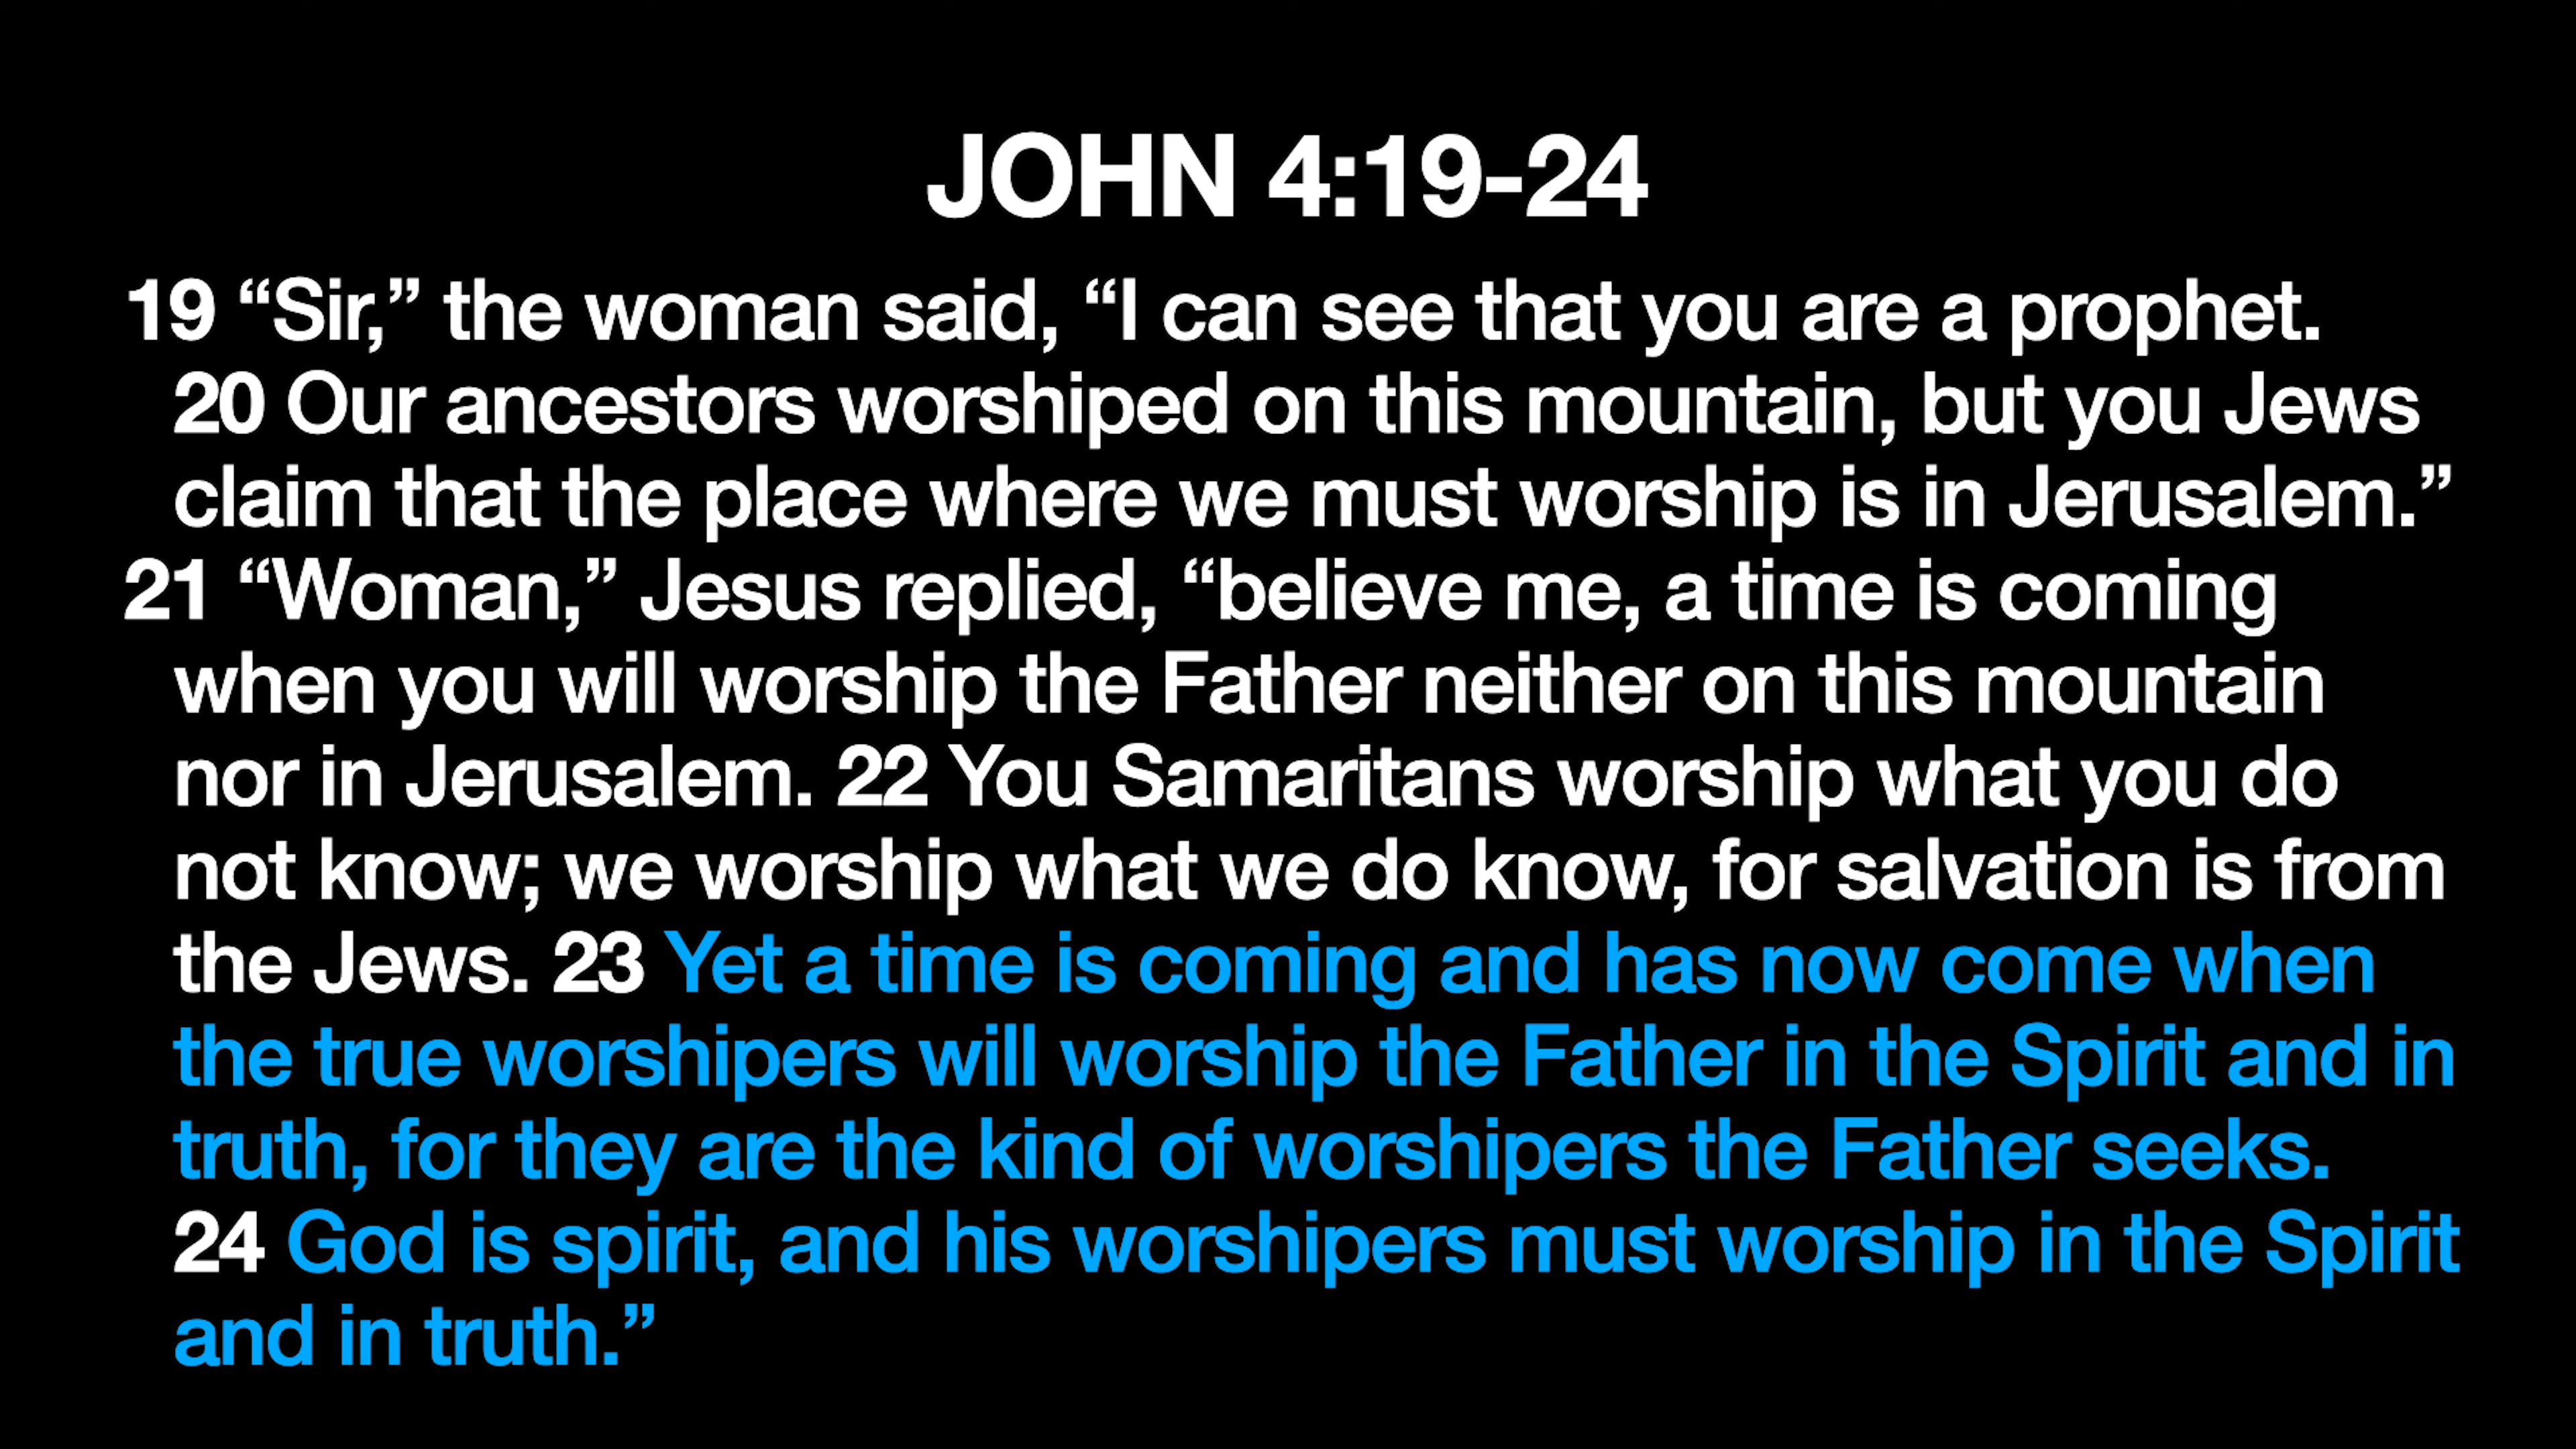 JOHN 4:19-24
19 “Sir,” the woman said, “I can see that you are a prophet.
20 Our ancestors worshiped on this mountain, but you Jews
claim that the place where we must worship is in Jerusalem.”
21 “Woman,” Jesus replied, “believe me, a time is coming
when you will worship the Father neither on this mountain
nor in Jerusalem. 22 You Samaritans worship what you do
not know; we worship what we do know, for salvation is from
the Jews. 23 Yet a time is coming and has now come when
the true worshipers will worship the Father in the Spirit and in
truth, for they are the kind of worshipers the Father seeks.
24 God is spirit, and his worshipers must worship in the Spirit
and in truth.”